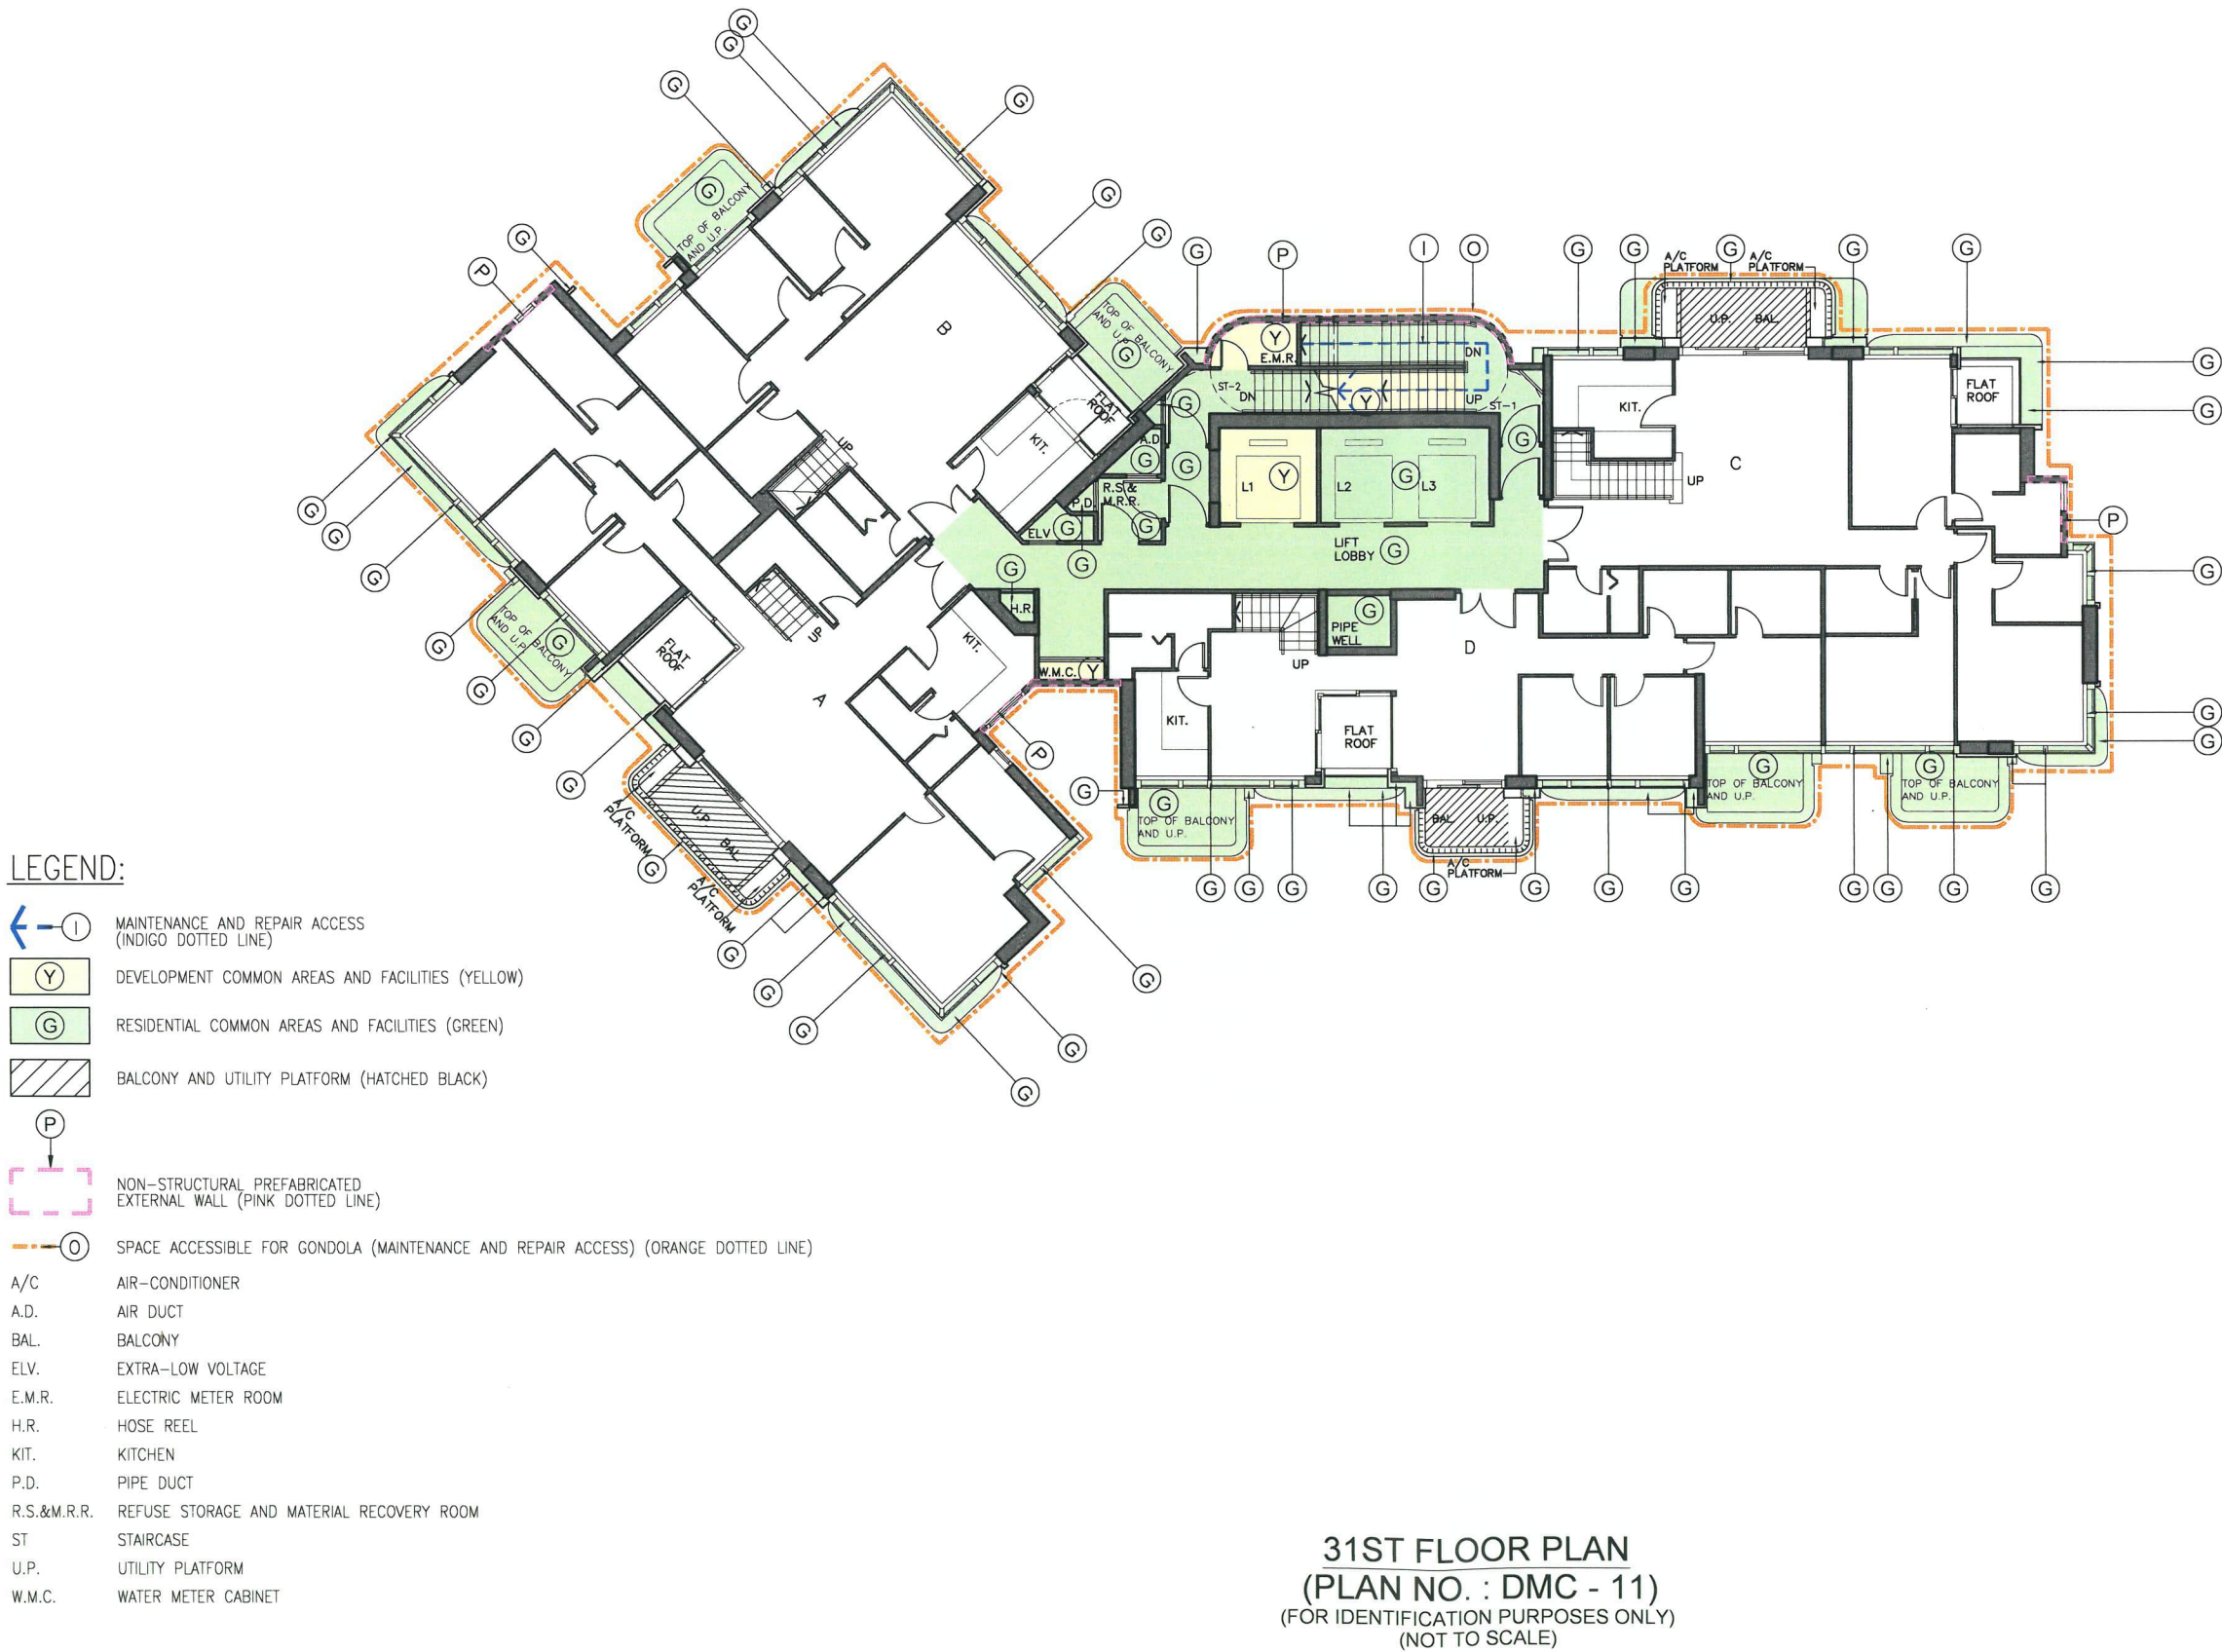 G
G
G
G
G
TOP OF BALCONY
AND U.P.
G
G
G
P
G
P
I
O
G
G
A/C
PLATFORM
G
A/C
PLATFORM
G
G
B
TOP OF BALCONY
AND U.P.
G
Y
E.M.R.
DN
ST-2
DN
Y
UP
ST-1
U.P.
BAL.
G
FLAT
ROOF
G
KIT.
FLAT
ROOF
KIT.
G
A.D.
G
G
G
UP
L1
Y
L2
G
L3
C
UP
P.D.
R.S.&
M.R.R.
G
ELV
G
G
LIFT
LOBBY
G
P
G
G
G
G
G
H.R.
TOP OF BALCONY
AND U.P.
G
FLAT
ROOF
UP
KIT.
PIPE
WELL
G
D
UP
W.M.C.
Y
A
G
G
G
G
KIT.
FLAT
ROOF
P
G
G
G
TOP OF BALCONY
AND U.P.
BAL.
U.P.
TOP OF BALCONY
AND U.P.
G
TOP OF BALCONY
AND U.P.
G
A/C
PLATFORM
U.P.
BAL.
A/C
PLATFORM
G
G
G
G
G
G
A/C
PLATFORM
G
G
G
G
G
G
G
G
G
G
G
G
G
LEGEND:
I
MAINTENANCE AND REPAIR ACCESS
(INDIGO DOTTED LINE)
Y
DEVELOPMENT COMMON AREAS AND FACILITIES (YELLOW)
G
RESIDENTIAL COMMON AREAS AND FACILITIES (GREEN)
BALCONY AND UTILITY PLATFORM (HATCHED BLACK)
P
NON-STRUCTURAL PREFABRICATED
EXTERNAL WALL (PINK DOTTED LINE)
O
SPACE ACCESSIBLE FOR GONDOLA (MAINTENANCE AND REPAIR ACCESS) (ORANGE DOTTED LINE)
A/C AIR-CONDITIONER
A.D. AIR DUCT
BAL. BALCONY
ELV. EXTRA-LOW VOLTAGE
E.M.R. ELECTRIC METER ROOM
H.R. HOSE REEL
KIT. KITCHEN
P.D. PIPE DUCT
R.S.&M.R.R. REFUSE STORAGE AND MATERIAL RECOVERY ROOM
ST STAIRCASE
U.P. UTILITY PLATFORM
W.M.C. WATER METER CABINET
31ST FLOOR PLAN
(PLAN NO. : DMC - 11)
(FOR IDENTIFICATION PURPOSES ONLY)
(NOT TO SCALE)